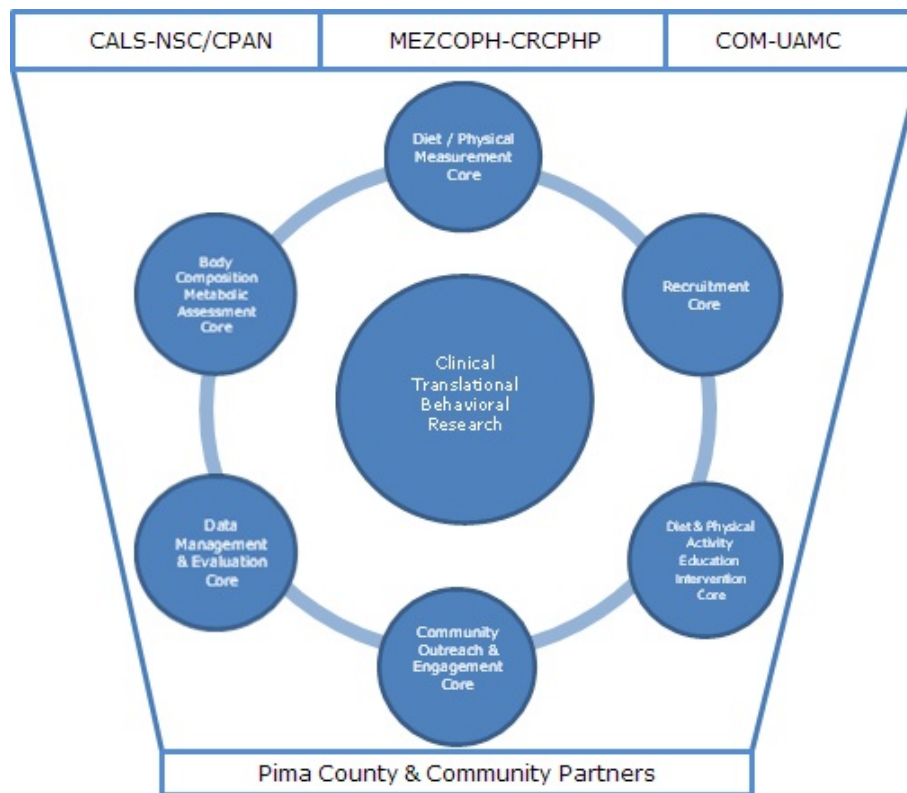 CALS-NSC/CPAN
MEZCOPH-CRCPHP
COM-UAMC
Diet / Physical
Measurement
Core
Body
Composition
Metabolic
Assessment
Core
Recruitment
Core
Clinical
Translational
Behavioral
Research
Data
Management
& Evaluation
Core
Diet & Physical
Activity
Education
Intervention
Core
Community
Outreach &
Engagement
Core
Pima County & Community Partners